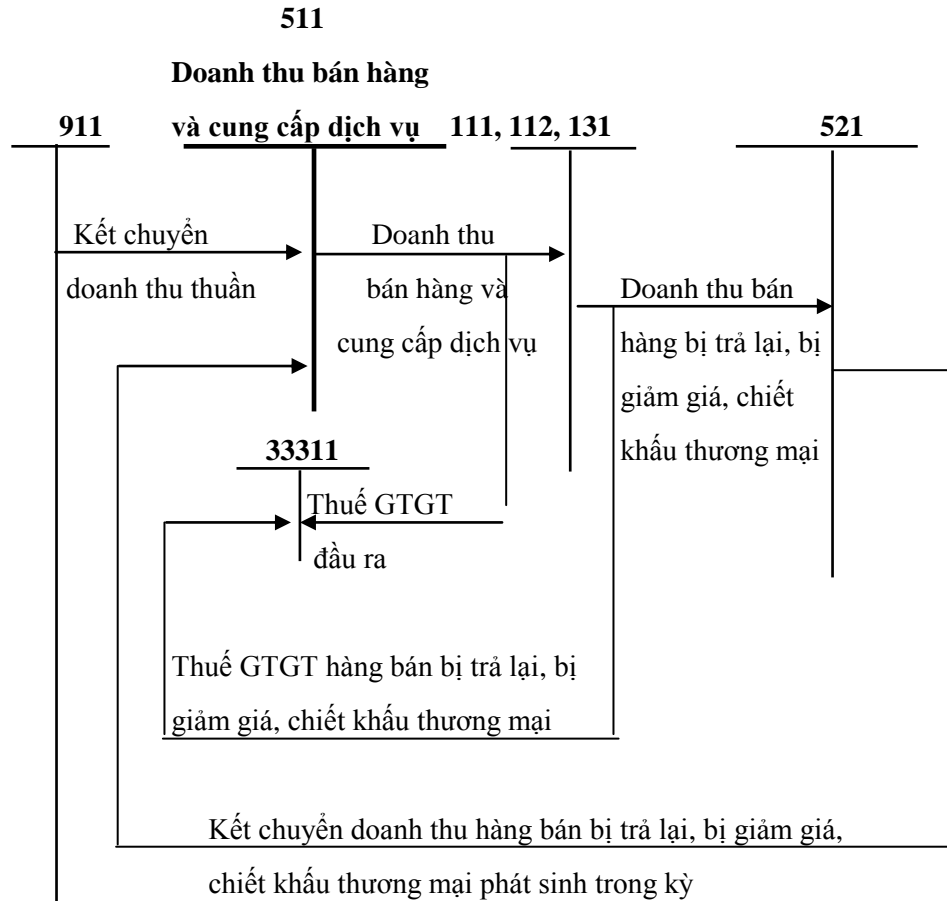 511
Doanh thu bán hàng
911 và cung cấp dịch vụ 111, 112, 131 521
Kết chuyển Doanh thu
doanh thu thuần bán hàng và Doanh thu bán
cung cấp dịch vụ hàng bị trả lại, bị
giảm giá, chiết
33311 khấu thương mại
Thuế GTGT
đầu ra
Thuế GTGT hàng bán bị trả lại, bị
giảm giá, chiết khấu thương mại
Kết chuyển doanh thu hàng bán bị trả lại, bị giảm giá,
chiết khấu thương mại phát sinh trong kỳ